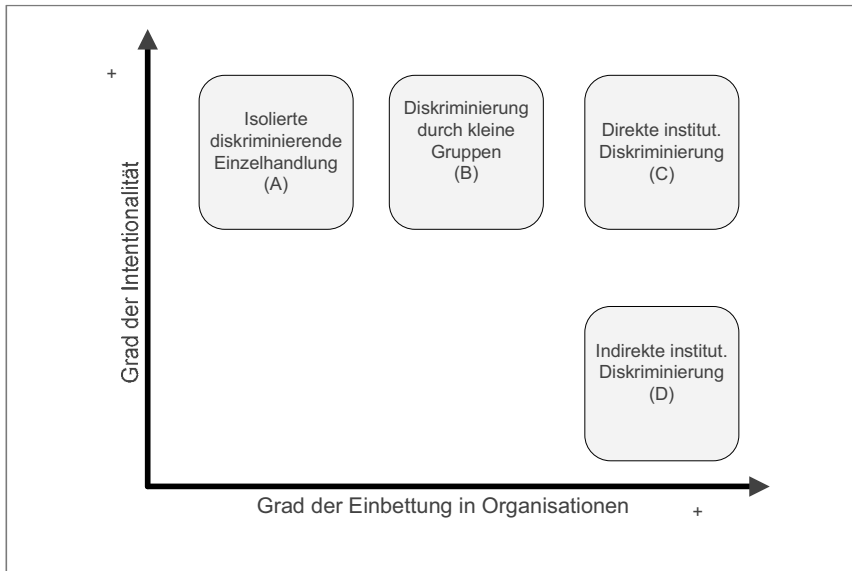 +
Isolierte
diskriminierende
Einzelhandlung
(A)
Diskriminierung
durch kleine
Gruppen
(B)
Direkte institut.
Diskriminierung
(C)
Grad der Intentionalität
Indirekte institut.
Diskriminierung
(D)
Grad der Einbettung in Organisationen
+